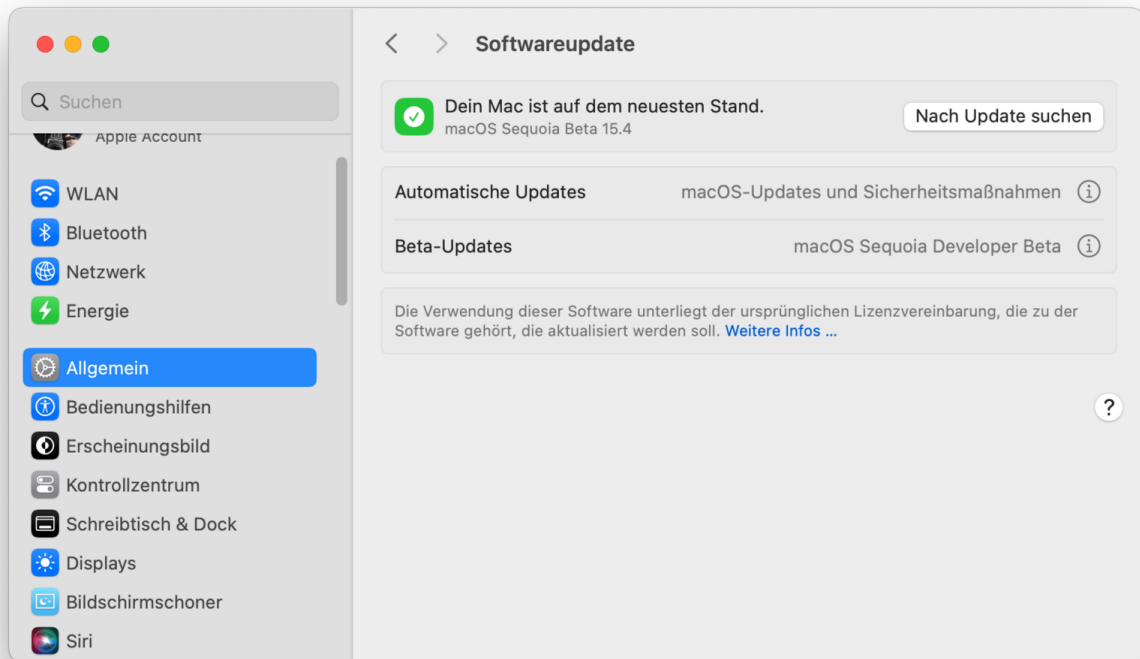 Suchen
Apple Account
WLAN
Bluetooth
Netzwerk
Energie
Allgemein
Bedienungshilfen
Erscheinungsbild
Kontrollzentrum
Schreibtisch & Dock
Displays
Bildschirmschoner
Siri
Softwareupdate
Dein Mac ist auf dem neuesten Stand.
macOS Sequoia Beta 15.4
Nach Update suchen
Automatische Updates macOS-Updates und Sicherheitsmaßnahmen
Beta-Updates macOS Sequoia Developer Beta
Die Verwendung dieser Software unterliegt der ursprünglichen Lizenzvereinbarung, die zu der
Software gehört, die aktualisiert werden soll. Weitere Infos ...
?